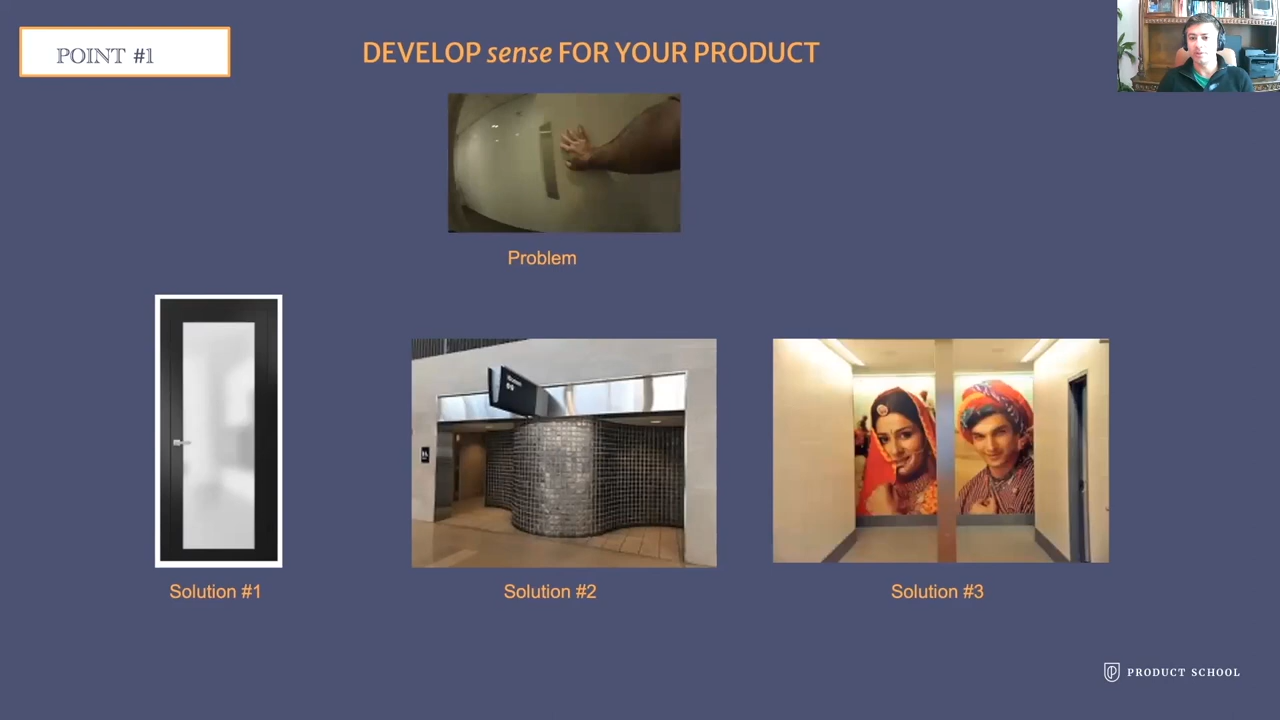 POINT #1
DEVELOP sense FOR YOUR PRODUCT
Problem
Solution #1
Solution #2
Solution #3
PRODUCT SCHOOL